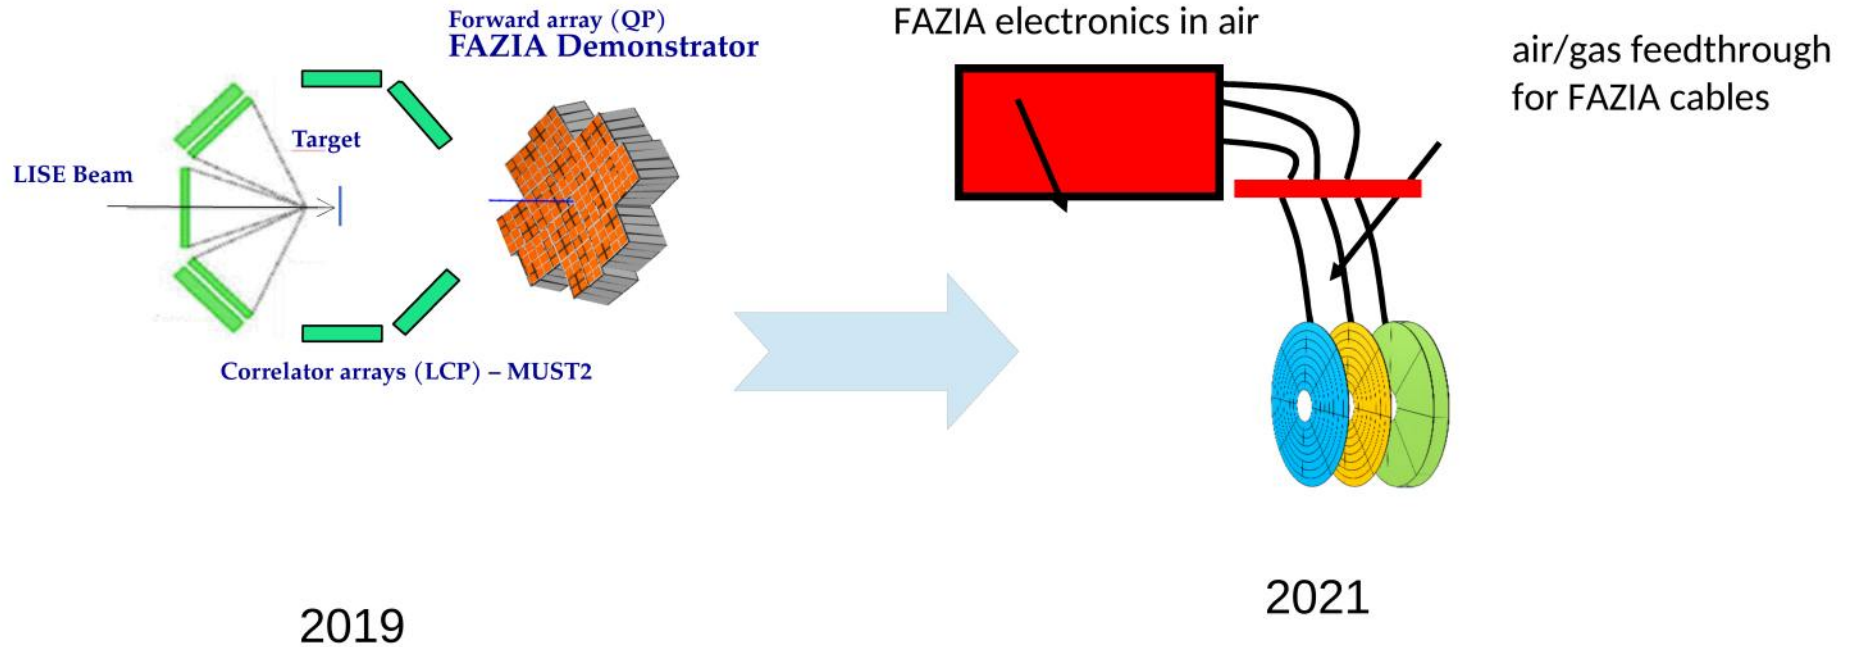 Forward array (QP)
FAZIA Demonstrator
Target
LISE Beam
Correlator arrays (LCP) – MUST2
2019
FAZIA electronics in air
air/gas feedthrough
for FAZIA cables
2021